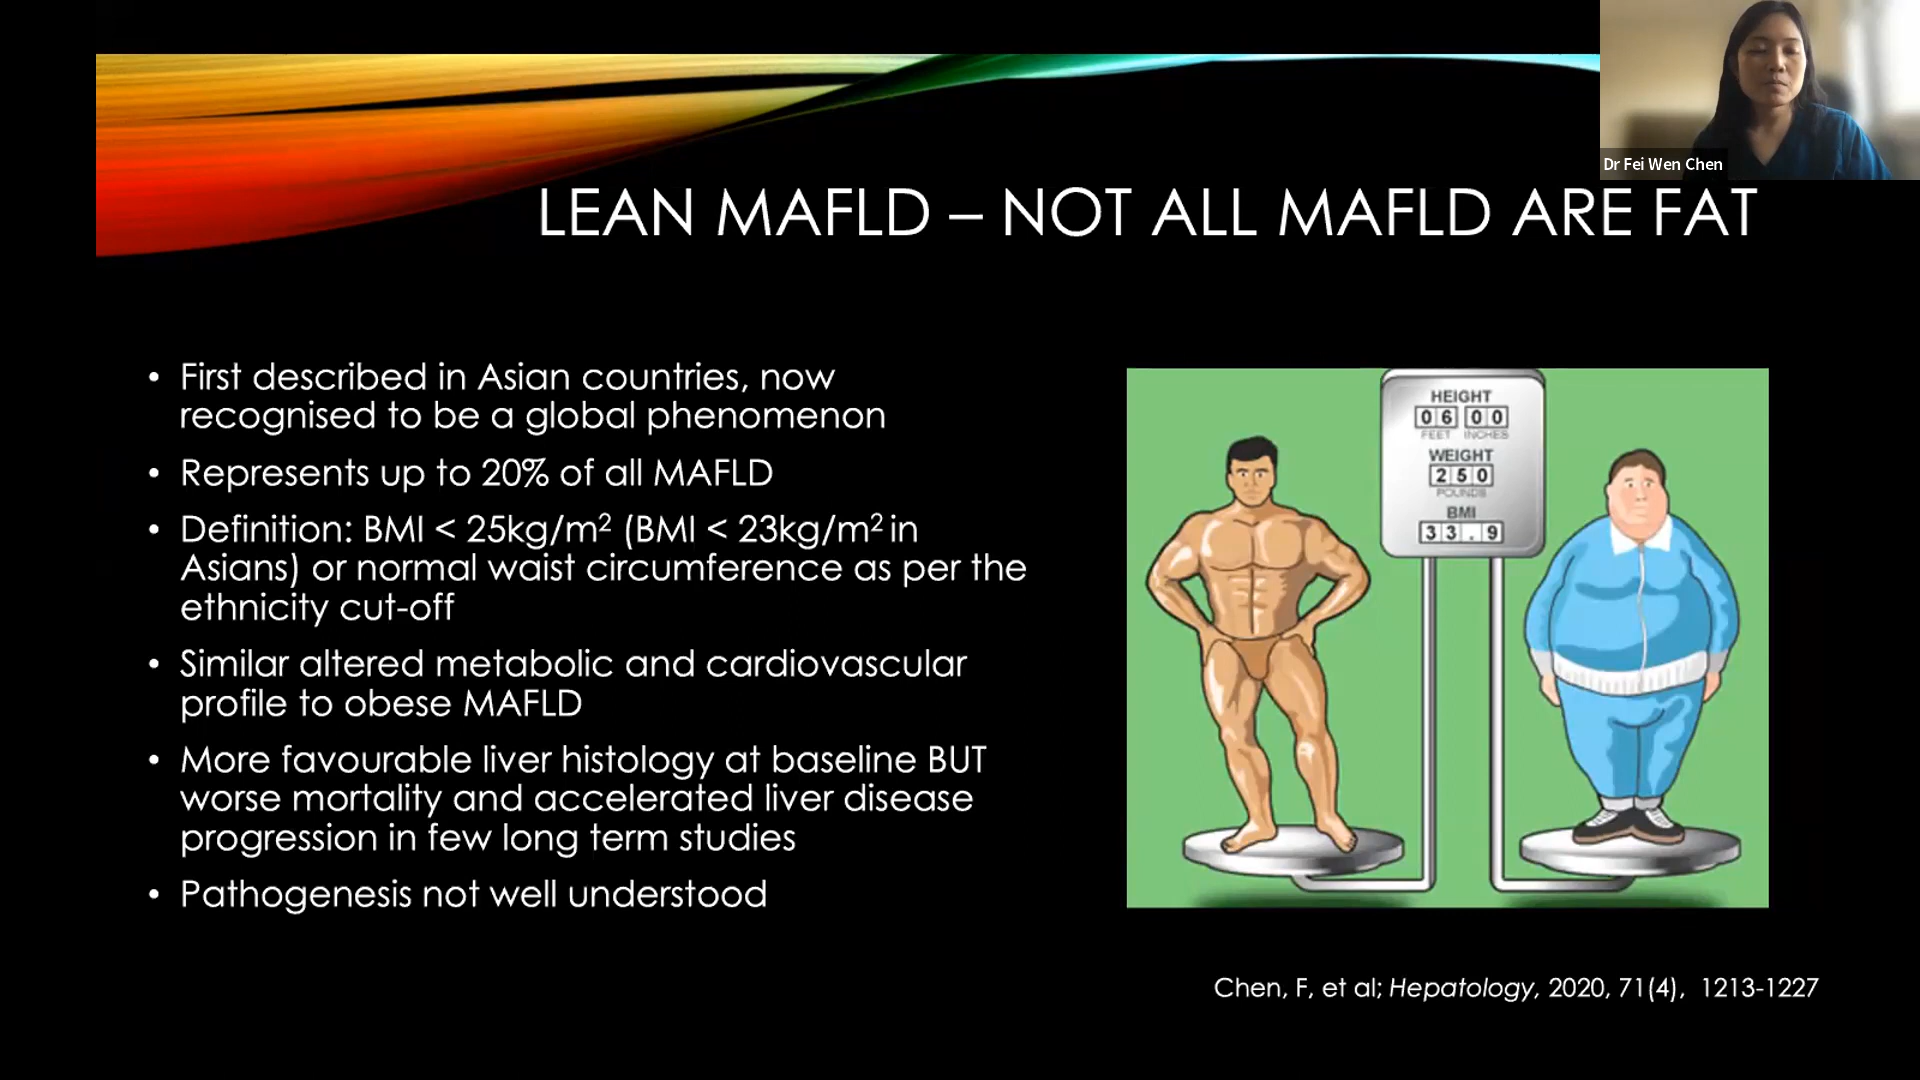 Dr Fei Wen Chen
LEAN MAFLD – NOT ALL MAFLD ARE FAT
• First described in Asian countries, now
recognised to be a global phenomenon
• Represents up to 20% of all MAFLD
• Definition: BMI < 25kg/m² (BMI < 23kg/m² in
Asians) or normal waist circumference as per the
ethnicity cut-off
• Similar altered metabolic and cardiovascular
profile to obese MAFLD
• More favourable liver histology at baseline BUT
worse mortality and accelerated liver disease
progression in few long term studies
• Pathogenesis not well understood
HEIGHT
06 00
FEET INCHES
WEIGHT
250
POUNDS
BMI
33.9
Chen, F, et al; Hepatology, 2020, 71(4), 1213-1227